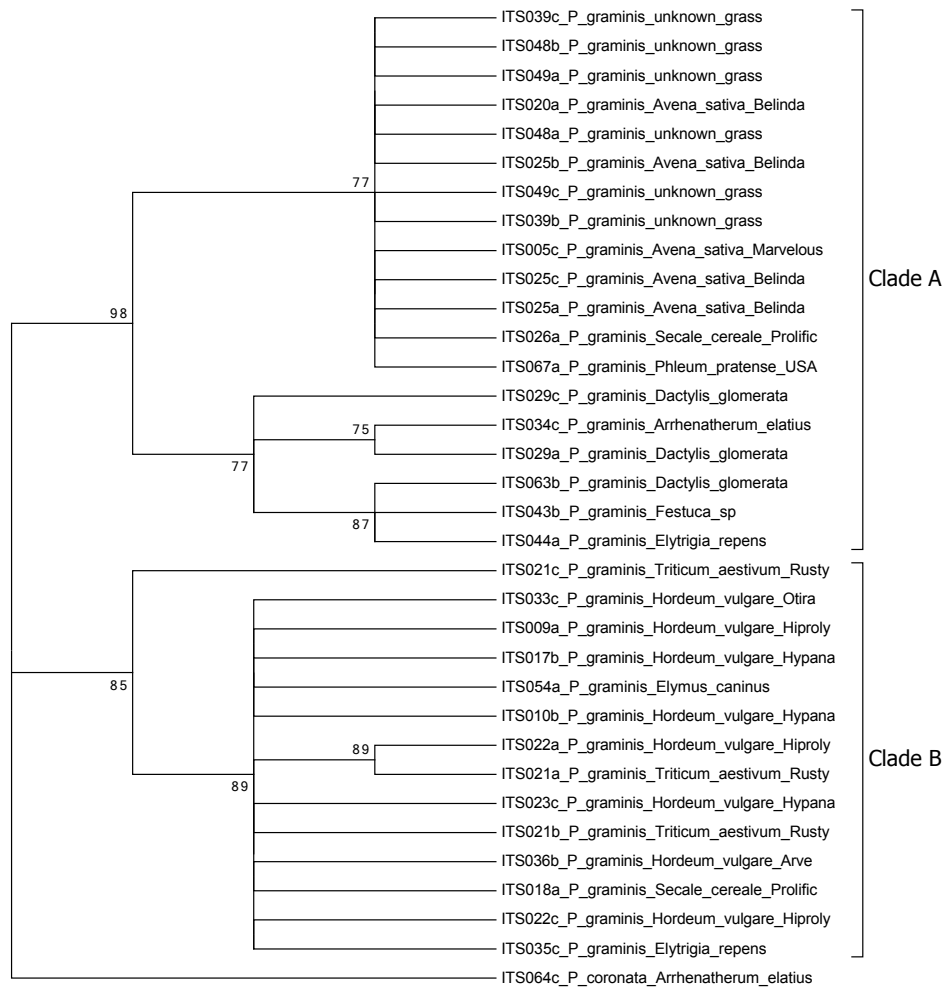 ITS039c_P_graminis_unknown_grass
ITS048b_P_graminis_unknown_grass
ITS049a_P_graminis_unknown_grass
ITS020a_P_graminis_Avena_sativa_Belinda
ITS048a_P_graminis_unknown_grass
ITS025b_P_graminis_Avena_sativa_Belinda
77
ITS049c_P_graminis_unknown_grass
ITS039b_P_graminis_unknown_grass
ITS005c_P_graminis_Avena_sativa_Marvelous
ITS025c_P_graminis_Avena_sativa_Belinda
Clade A
ITS025a_P_graminis_Avena_sativa_Belinda
98
ITS026a_P_graminis_Secale_cereale_Prolific
ITS067a_P_graminis_Phleum_pratense_USA
ITS029c_P_graminis_Dactylis_glomerata
75
ITS034c_P_graminis_Arrhenatherum_elatius
ITS029a_P_graminis_Dactylis_glomerata
77
ITS063b_P_graminis_Dactylis_glomerata
ITS043b_P_graminis_Festuca_sp
87
ITS044a_P_graminis_Elytrigia_repens
ITS021c_P_graminis_Triticum_aestivum_Rusty
ITS033c_P_graminis_Hordeum_vulgare_Otira
ITS009a_P_graminis_Hordeum_vulgare_Hiproly
ITS017b_P_graminis_Hordeum_vulgare_Hypana
85
ITS054a_P_graminis_Elymus_caninus
ITS010b_P_graminis_Hordeum_vulgare_Hypana
89
ITS022a_P_graminis_Hordeum_vulgare_Hiproly
Clade B
ITS021a_P_graminis_Triticum_aestivum_Rusty
89
ITS023c_P_graminis_Hordeum_vulgare_Hypana
ITS021b_P_graminis_Triticum_aestivum_Rusty
ITS036b_P_graminis_Hordeum_vulgare_Arve
ITS018a_P_graminis_Secale_cereale_Prolific
ITS022c_P_graminis_Hordeum_vulgare_Hiproly
ITS035c_P_graminis_Elytrigia_repens
ITS064c_P_coronata_Arrhenatherum_elatius